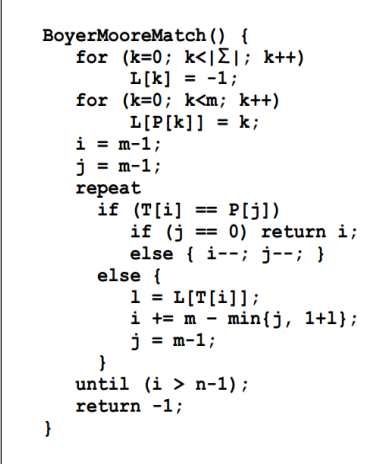 BoyerMooreMatch() {
for (k=0; k<|Σ|; k++)
L[k] = -1;
for (k=0; k<m; k++)
L[P[k]] = k;
i = m-1;
j = m-1;
repeat
if (T[i] == P[j])
if (j == 0) return i;
else { i--; j--; }
else {
l = L[T[i]];
i += m - min{j, 1+l};
j = m-1;
}
until (i > n-1);
return -1;
}